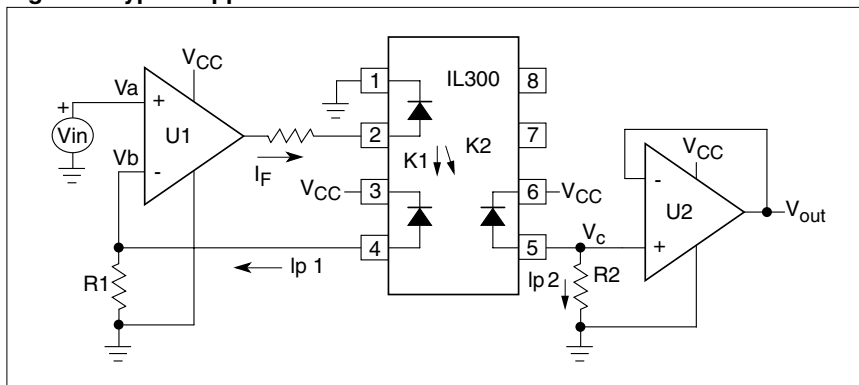 VCC
Va
+
+
Vin
U1
Vb
-
IF
1
IL300
8
2
7
K1
K2
VCC
3
6
VCC
4
5
Ip 1
R1
Vc
Ip 2
R2
VCC
-
U2
+
Vout